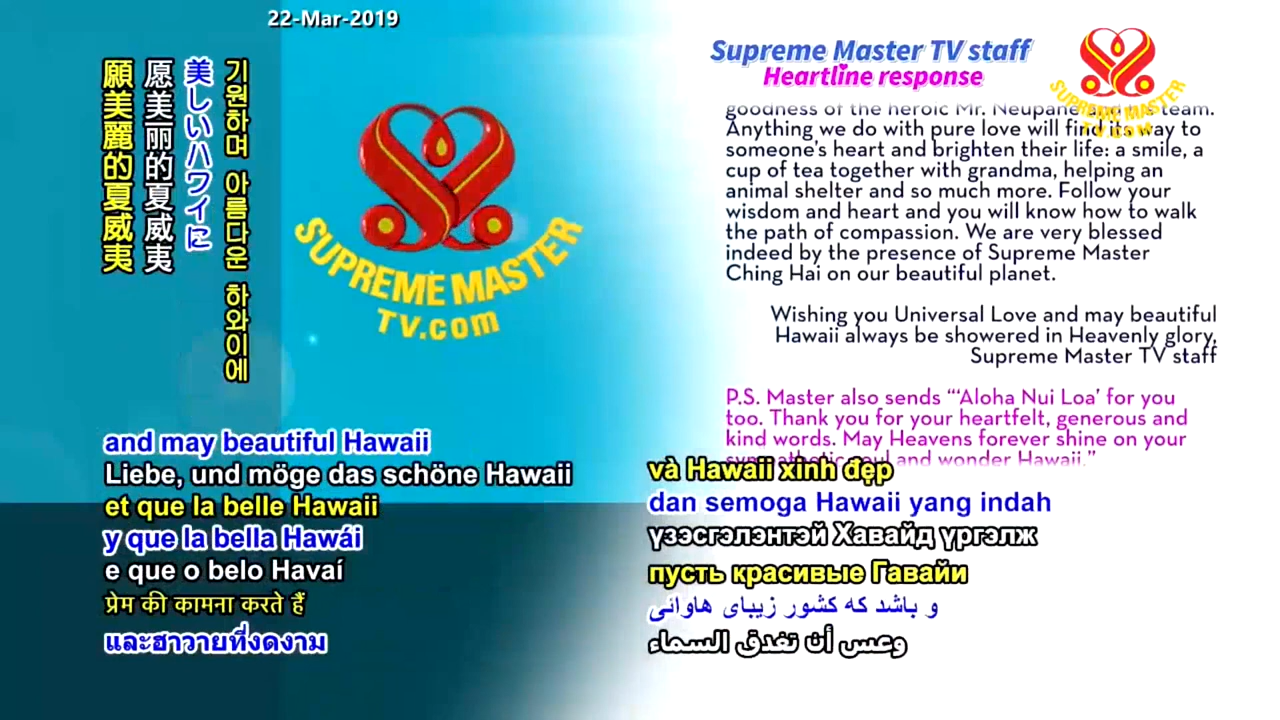 22-Mar-2019
願美麗的夏威夷
愿美丽的夏威夷
美しいハワイに
기원하며 아름다운 하와이에
SUPREME MASTER
TV.com
Supreme Master TV staff
Heartline response
SUPREME MASTER
TV.COM
goodness of the heroic Mr. Neupane and team.
Anything we do with pure love will find its way to
someone's heart and brighten their life: a smile, a
cup of tea together with grandma, helping an
animal shelter and so much more. Follow your
wisdom and heart and you will know how to walk
the path of compassion. We are very blessed
indeed by the presence of Supreme Master
Ching Hai on our beautiful planet.
Wishing you Universal Love and may beautiful
Hawaii always be showered in Heavenly glory,
Supreme Master TV staff
P.S. Master also sends “‘Aloha Nui Loa’ for you
too. Thank you for your heartfelt, generous and
kind words. May Heavens forever shine on your
sympathetic soul and wonder Hawaii.”
and may beautiful Hawaii
Liebe, und möge das schöne Hawaii
et que la belle Hawaii
y que la bella Hawái
e que o belo Havaí
प्रेम की कामना करते हैं
และฮาวายที่งดงาม
và Hawaii xinh đẹp
dan semoga Hawaii yang indah
үзэсгэлэнтэй Хавайд үргэлж
пусть красивые Гавайи
و باشد که کشور زیبای هاوائی
وعس أن تغدق السماء